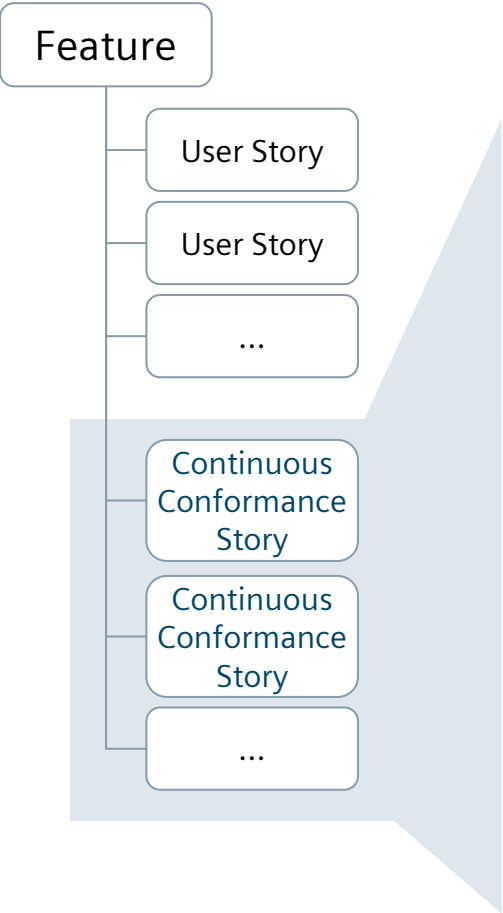 Feature
User Story
User Story
...
Continuous
Conformance
Story
Continuous
Conformance
Story
...